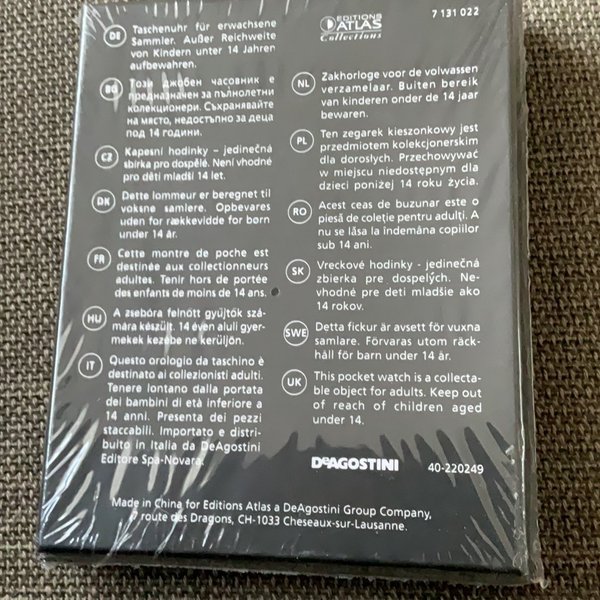 DE Taschenuhr für erwachsene
Sammler. Außer Reichweite
von Kindern unter 14 Jahren
aufbewahren.
BG Този джобен часовник е
предназначен за пълнолетни
колекционери. Съхранявайте
на място, недостъпно за деца
под 14 години.
CZ Kapesní hodinky – jedinečná
sbírka pro dospělé. Není vhodné
pro děti mladší 14 let.
DK Dette lommeur er beregnet til
voksne samlere. Opbevares
uden for rækkevidde for børn
under 14 år.
FR Cette montre de poche est
destinée aux collectionneurs
adultes. Tenir hors de portée
des enfants de moins de 14 ans.
HU A zsebóra felnőtt gyűjtők szá-
mára készült. 14 éven aluli gyer-
mekek kezébe ne kerüljön.
IT Questo orologio da taschino è
destinato ai collezionisti adulti.
Tenere lontano dalla portata
dei bambini di età inferiore a
14 anni. Presenta dei pezzi
staccabili. Importato e distri-
buito in Italia da DeAgostini
Editore Spa-Novara.
EDITIONS
ATLAS
Collections
7 131 022
NL Zakhorloge voor de volwassen
verzamelaar. Buiten bereik
van kinderen onder de 14 jaar
bewaren.
PL Ten zegarek kieszonkowy jest
przedmiotem kolekcjonerskim
dla dorosłych. Przechowywać
w miejscu niedostępnym dla
dzieci poniżej 14 roku życia.
RO Acest ceas de buzunar este o
piesă de coleție pentru adulți. A
nu se lăsa la îndemâna copiilor
sub 14 ani.
SK Vreckové hodinky - jedinečná
zbierka pre dospelých. Ne-
vhodné pre deti mladšie ako
14 rokov.
SWE Detta fickur är avsett för vuxna
samlare. Förvaras utom räck-
håll för barn under 14 år.
UK This pocket watch is a collecta-
ble object for adults. Keep out
of reach of children aged
under 14.
DeAGOSTINI
40-220249
Made in China for Editions Atlas a DeAgostini Group Company,
7 route des Dragons, CH-1033 Cheseaux-sur-Lausanne.